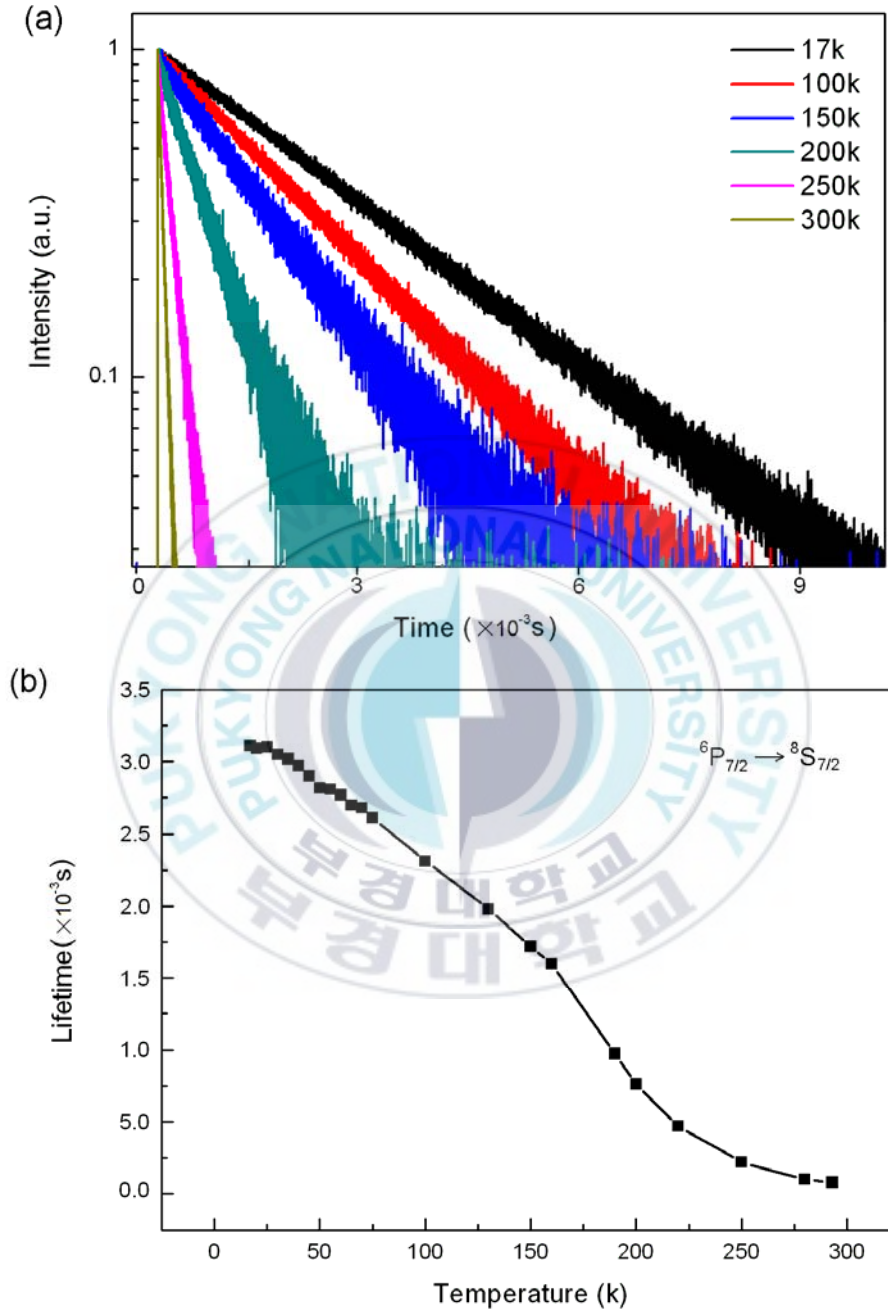 (a)
1
0.1
Intensity (a.u.)
17k
100k
150k
200k
250k
300k
0 3 6 9
Time (×10⁻³s)
(b)
3.5
3.0
2.5
2.0
1.5
1.0
5.0
0.0
Lifetime(×10⁻³s)
⁶P₇/₂ → ⁸S₇/₂
0 50 100 150 200 250 300
Temperature (k)
PUKYONG NATIONAL UNIVERSITY
PUKYONG NATIONAL UNIVERSITY
부경대학교
부경대학교